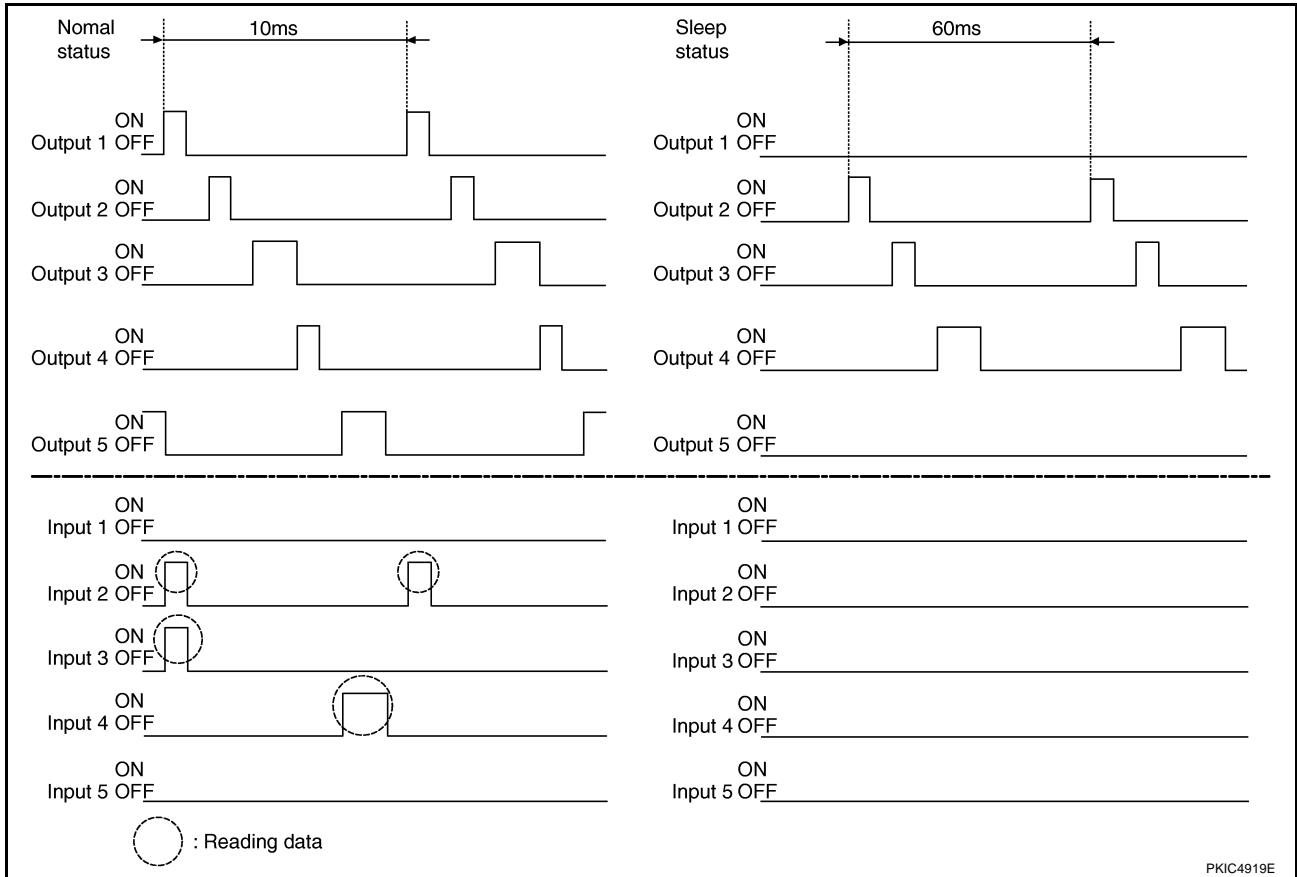 Nomal
status
10ms
ON
Output 1 OFF
ON
Output 2 OFF
ON
Output 3 OFF
ON
Output 4 OFF
ON
Output 5 OFF
ON
Input 1 OFF
ON
Input 2 OFF
ON
Input 3 OFF
ON
Input 4 OFF
ON
Input 5 OFF
: Reading data
Sleep
status
60ms
ON
Output 1 OFF
ON
Output 2 OFF
ON
Output 3 OFF
ON
Output 4 OFF
ON
Output 5 OFF
ON
Input 1 OFF
ON
Input 2 OFF
ON
Input 3 OFF
ON
Input 4 OFF
ON
Input 5 OFF
PKIC4919E